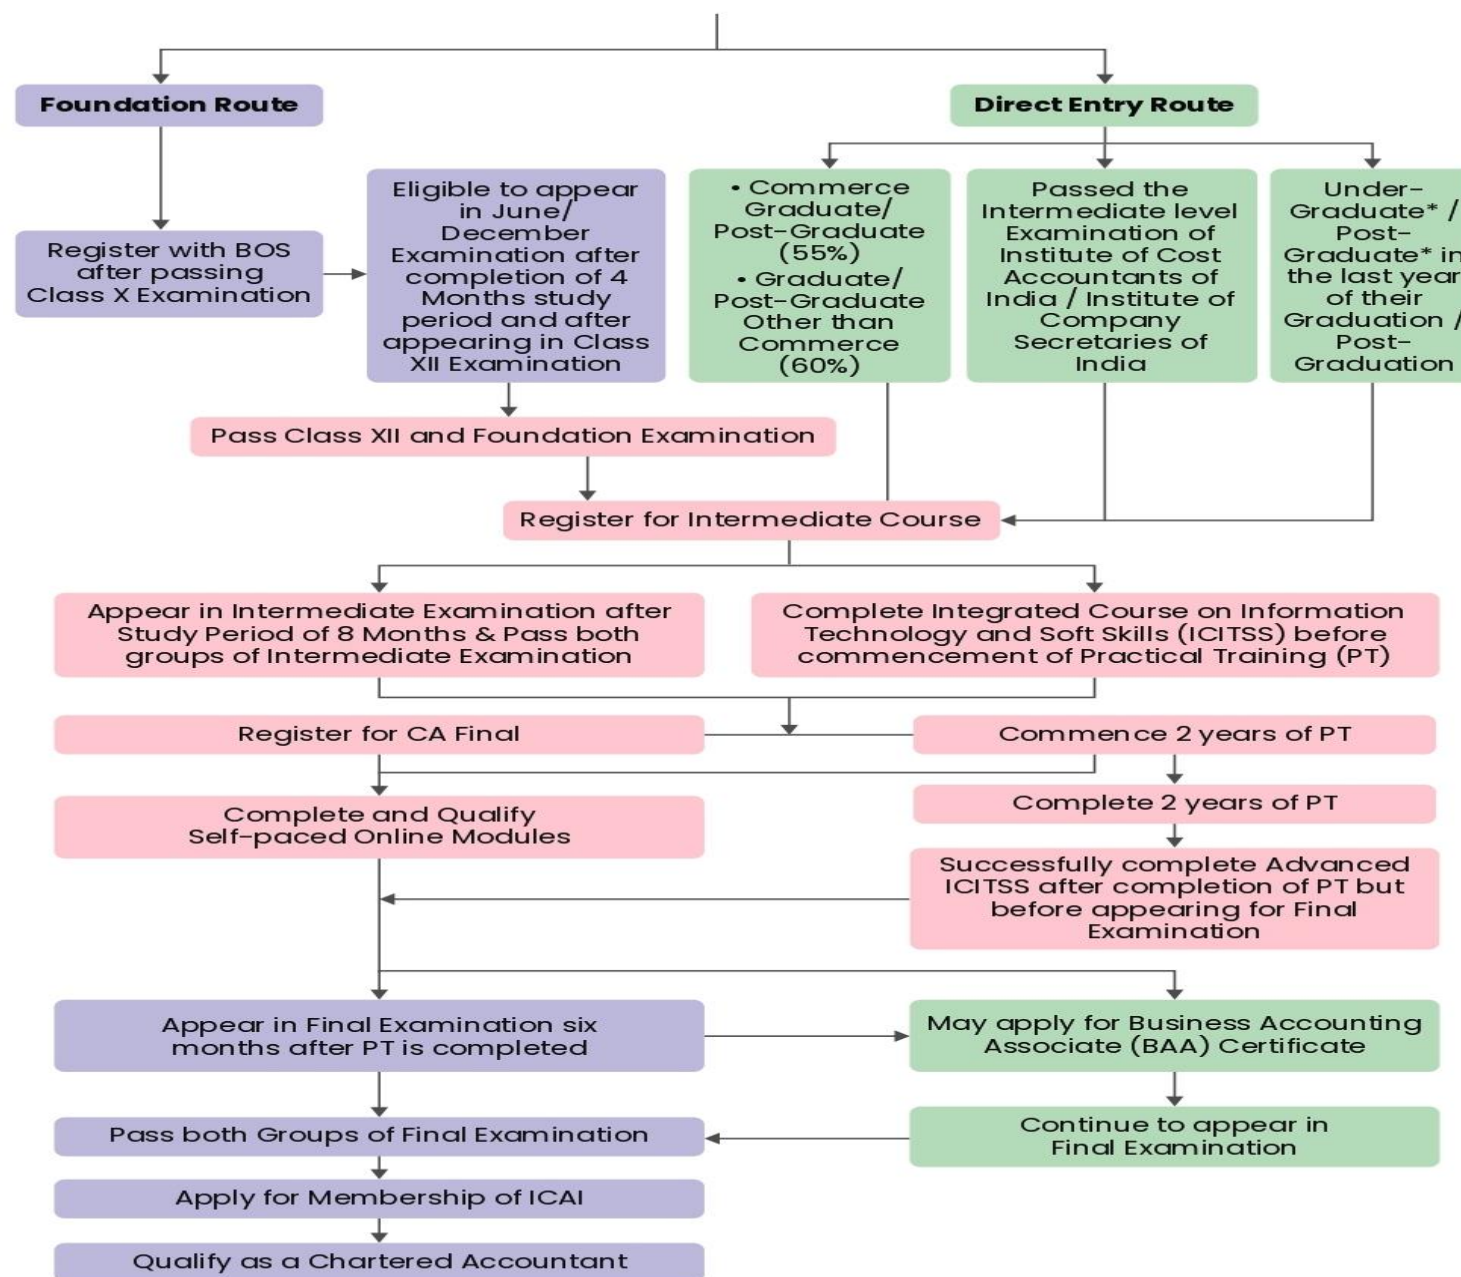 Foundation Route
Direct Entry Route
Register with BOS
after passing
Class X Examination
Eligible to appear
in June/
December
Examination after
completion of 4
Months study
period and after
appearing in Class
XII Examination
• Commerce
Graduate/
Post-Graduate
(55%)
• Graduate/
Post-Graduate
Other than
Commerce
(60%)
Passed the
Intermediate level
Examination of
Institute of Cost
Accountants of
India / Institute of
Company
Secretaries of
India
Under-
Graduate* /
Post-
Graduate* in
the last year
of their
Graduation /
Post-
Graduation
Pass Class XII and Foundation Examination
Register for Intermediate Course
Appear in Intermediate Examination after
Study Period of 8 Months & Pass both
groups of Intermediate Examination
Complete Integrated Course on Information
Technology and Soft Skills (ICITSS) before
commencement of Practical Training (PT)
Register for CA Final
Commence 2 years of PT
Complete and Qualify
Self-paced Online Modules
Complete 2 years of PT
Successfully complete Advanced
ICITSS after completion of PT but
before appearing for Final
Examination
Appear in Final Examination six
months after PT is completed
May apply for Business Accounting
Associate (BAA) Certificate
Pass both Groups of Final Examination
Continue to appear in
Final Examination
Apply for Membership of ICAI
Qualify as a Chartered Accountant